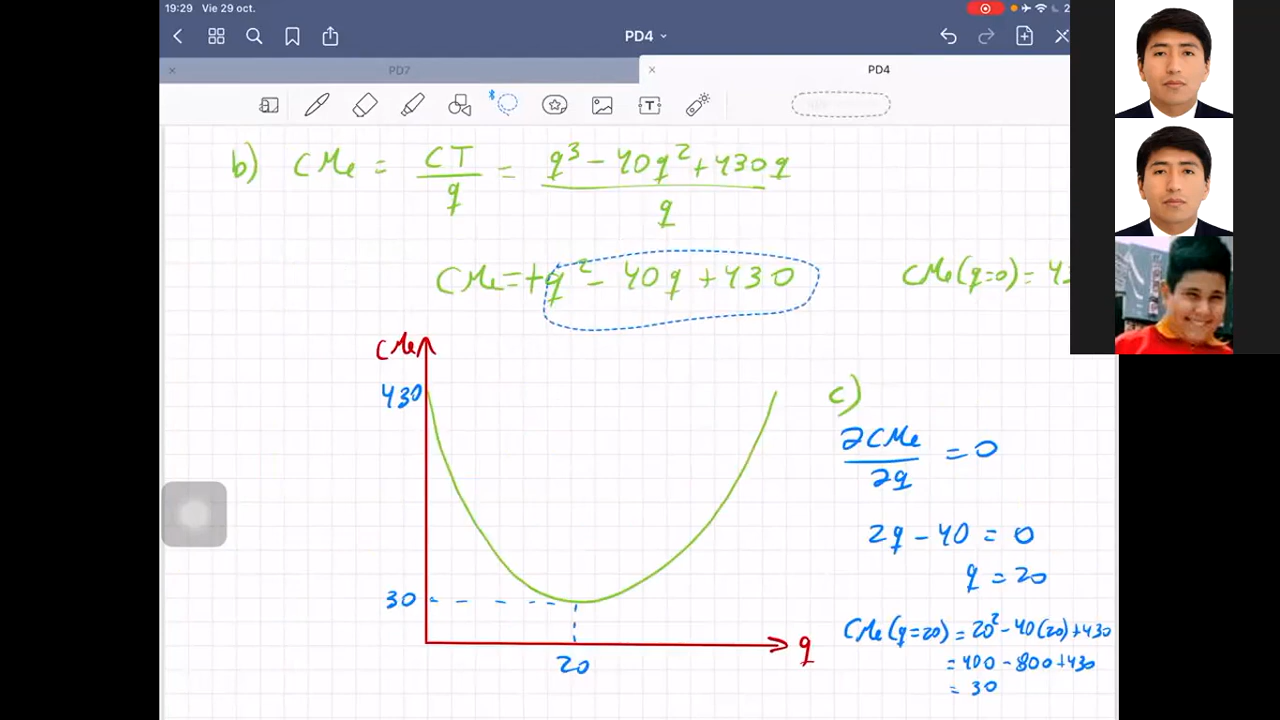 19:29 Vie 29 oct.
PD4
PD7
PD4
b) CMe = CT/q = q³ - 40q² + 430q / q
CMe = +q² - 40q + 430
CMe(q=0) = 43
CMe
430
30
20
q
c)
∂CMe/∂q = 0
2q - 40 = 0
q = 20
CMe(q=20) = 20² - 40(20) + 430
= 400 - 800 + 430
= 30